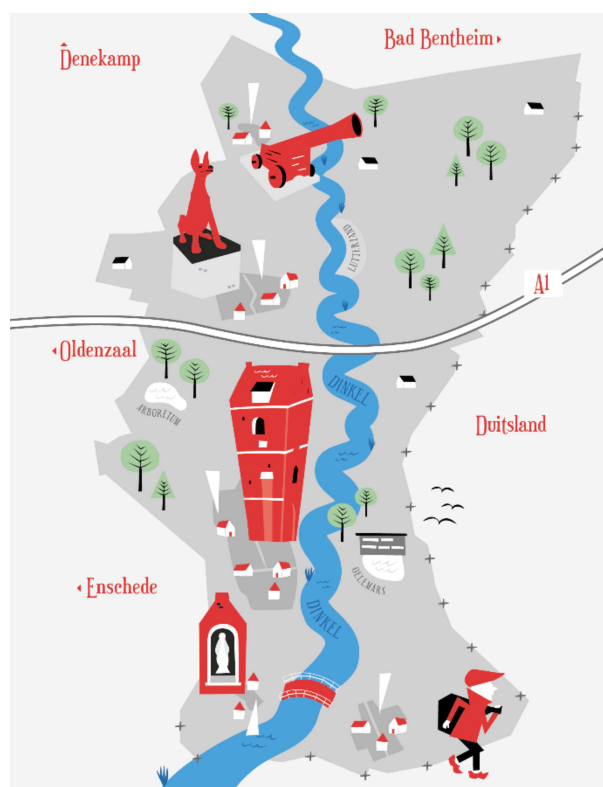 Denekamp
Bad Bentheim
LUTTERZAND
A1
Oldenzaal
DINKEL
ARBORETUM
Duitsland
OELEMARS
Enschede
DINKEL